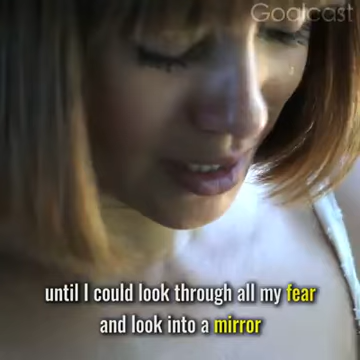 Goalcast
until I could look through all my fear
and look into a mirror